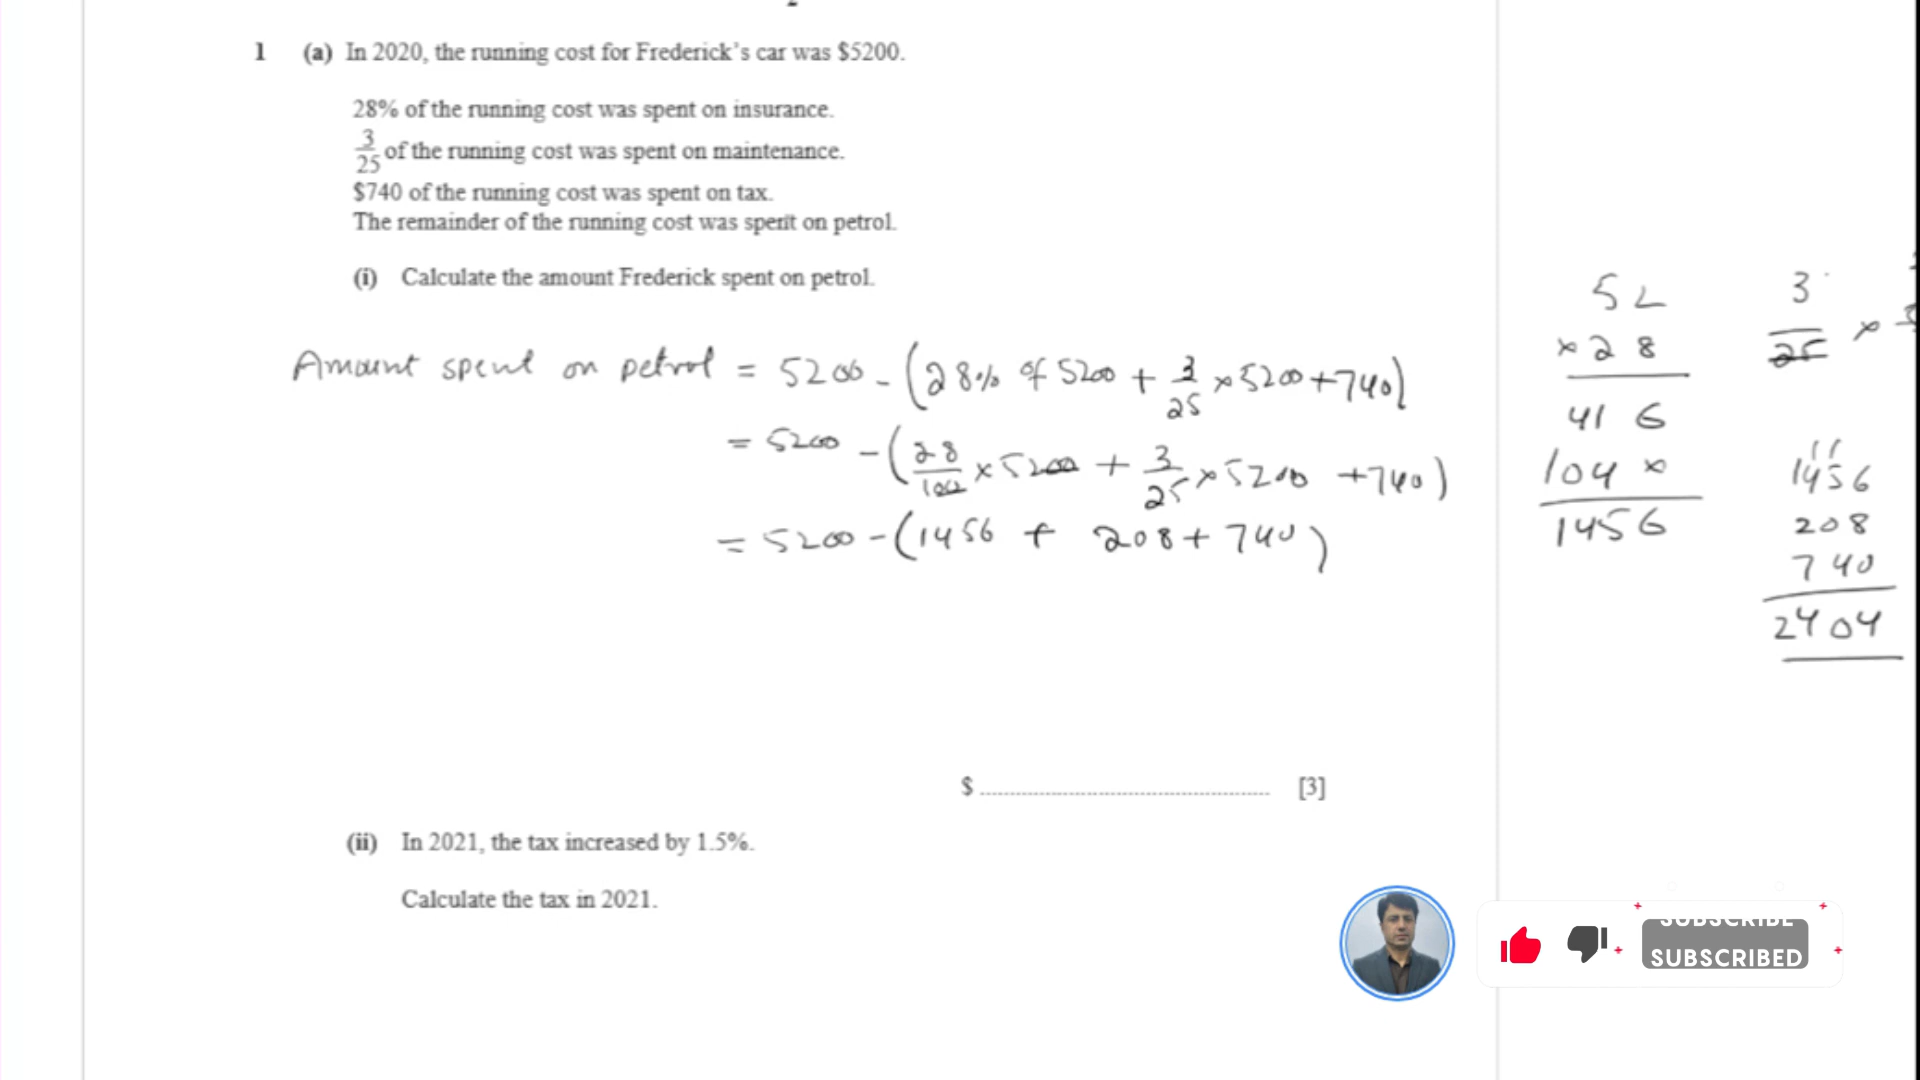 1 (a) In 2020, the running cost for Frederick's car was $5200.
28% of the running cost was spent on insurance.
3/25 of the running cost was spent on maintenance.
$740 of the running cost was spent on tax.
The remainder of the running cost was spent on petrol.
(i) Calculate the amount Frederick spent on petrol.
Amount spent on petrol = 5200 - (28% of 5200 + 3/25 × 5200 + 740)
= 5200 - (28/100 × 5200 + 3/25 × 5200 + 740)
= 5200 - (1456 + 208 + 740)
52
× 28
416
104 ×
1456
3/25 ×
11
1456
208
740
2404
$ ........................................ [3]
(ii) In 2021, the tax increased by 1.5%.
Calculate the tax in 2021.
SUBSCRIBE
SUBSCRIBED